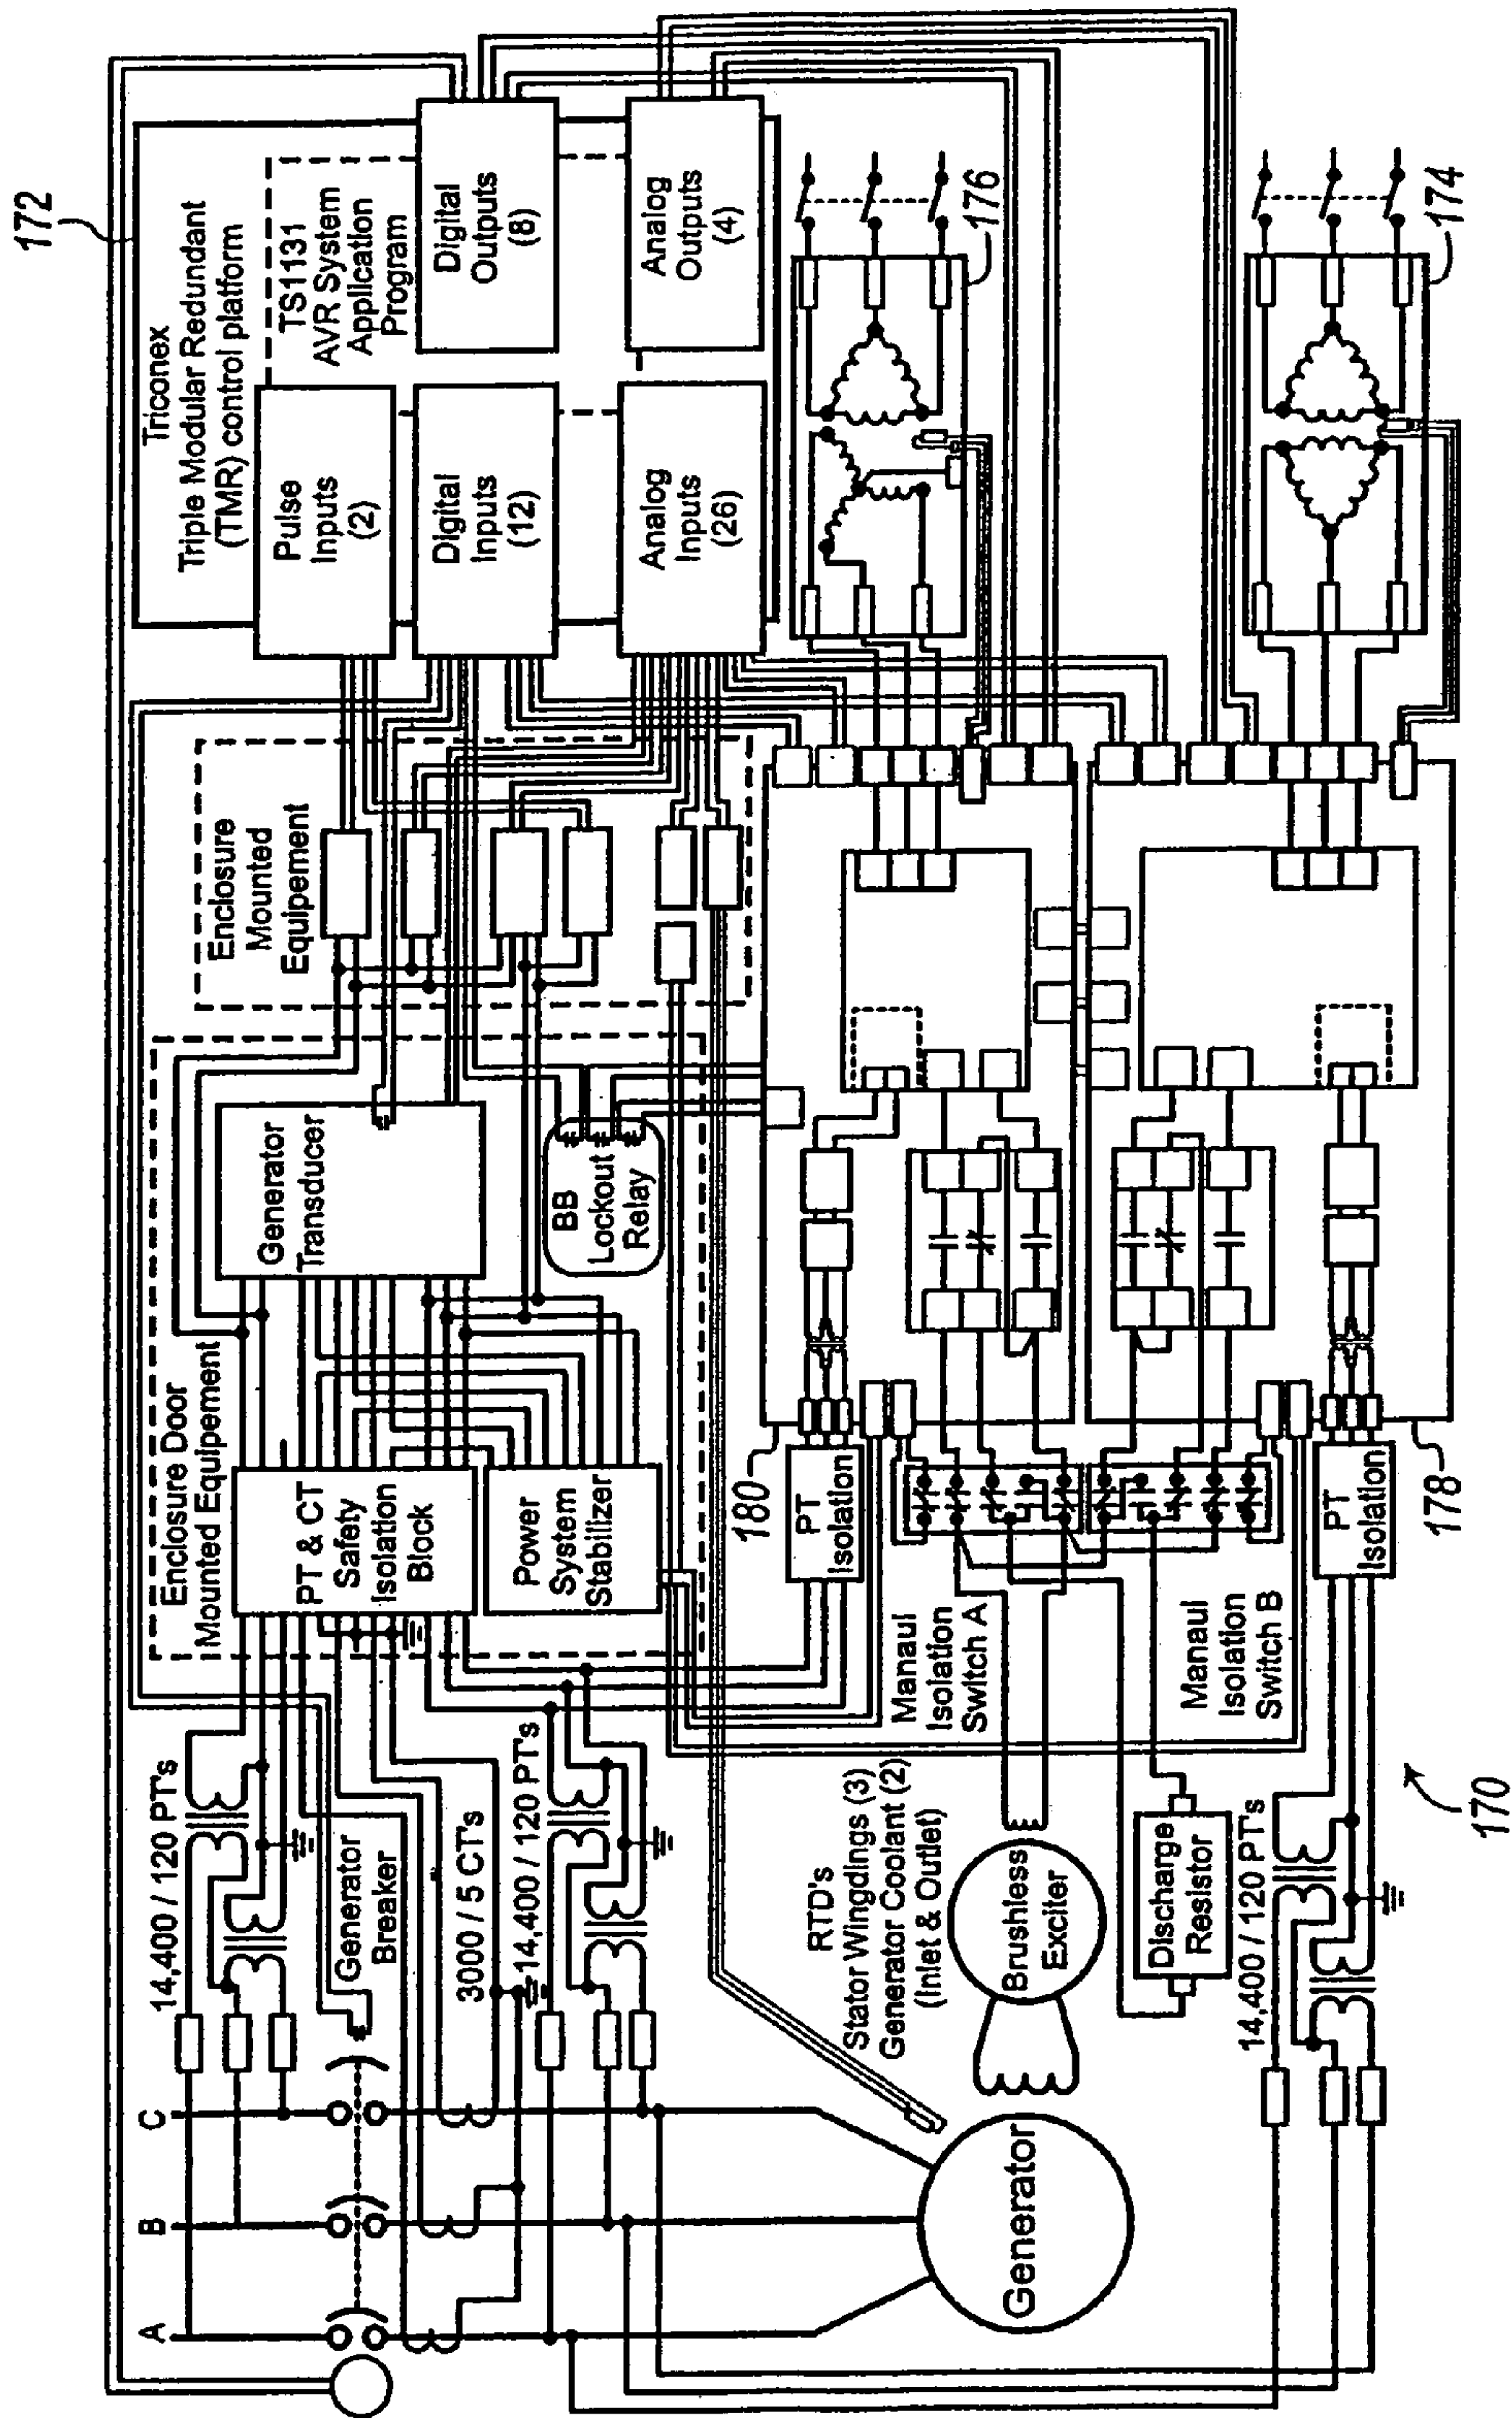 172
Triconex
Triple Modular Redundant
(TMR) control platform
TS1131
AVR System
Application
Program
Pulse
Inputs
(2)
Digital
Inputs
(12)
Analog
Inputs
(26)
Digital
Outputs
(8)
Analog
Outputs
(4)
176
174
Enclosure
Mounted
Equipement
Enclosure Door
Mounted Equipement
Generator
Transducer
BB
Lockout
Relay
PT & CT
Safety
Isolation
Block
Power
System
Stabilizer
180
PT
Isolation
Manaul
Isolation
Switch A
Manaul
Isolation
Switch B
PT
Isolation
178
14,400 / 120 PT's
Generator
Breaker
3000 / 5 CT's
14,400 / 120 PT's
A
B
C
RTD's
Stator Wingdings (3)
Generator Coolant (2)
(Inlet & Outlet)
Brushless
Exciter
Generator
Discharge
Resistor
14,400 / 120 PT's
170